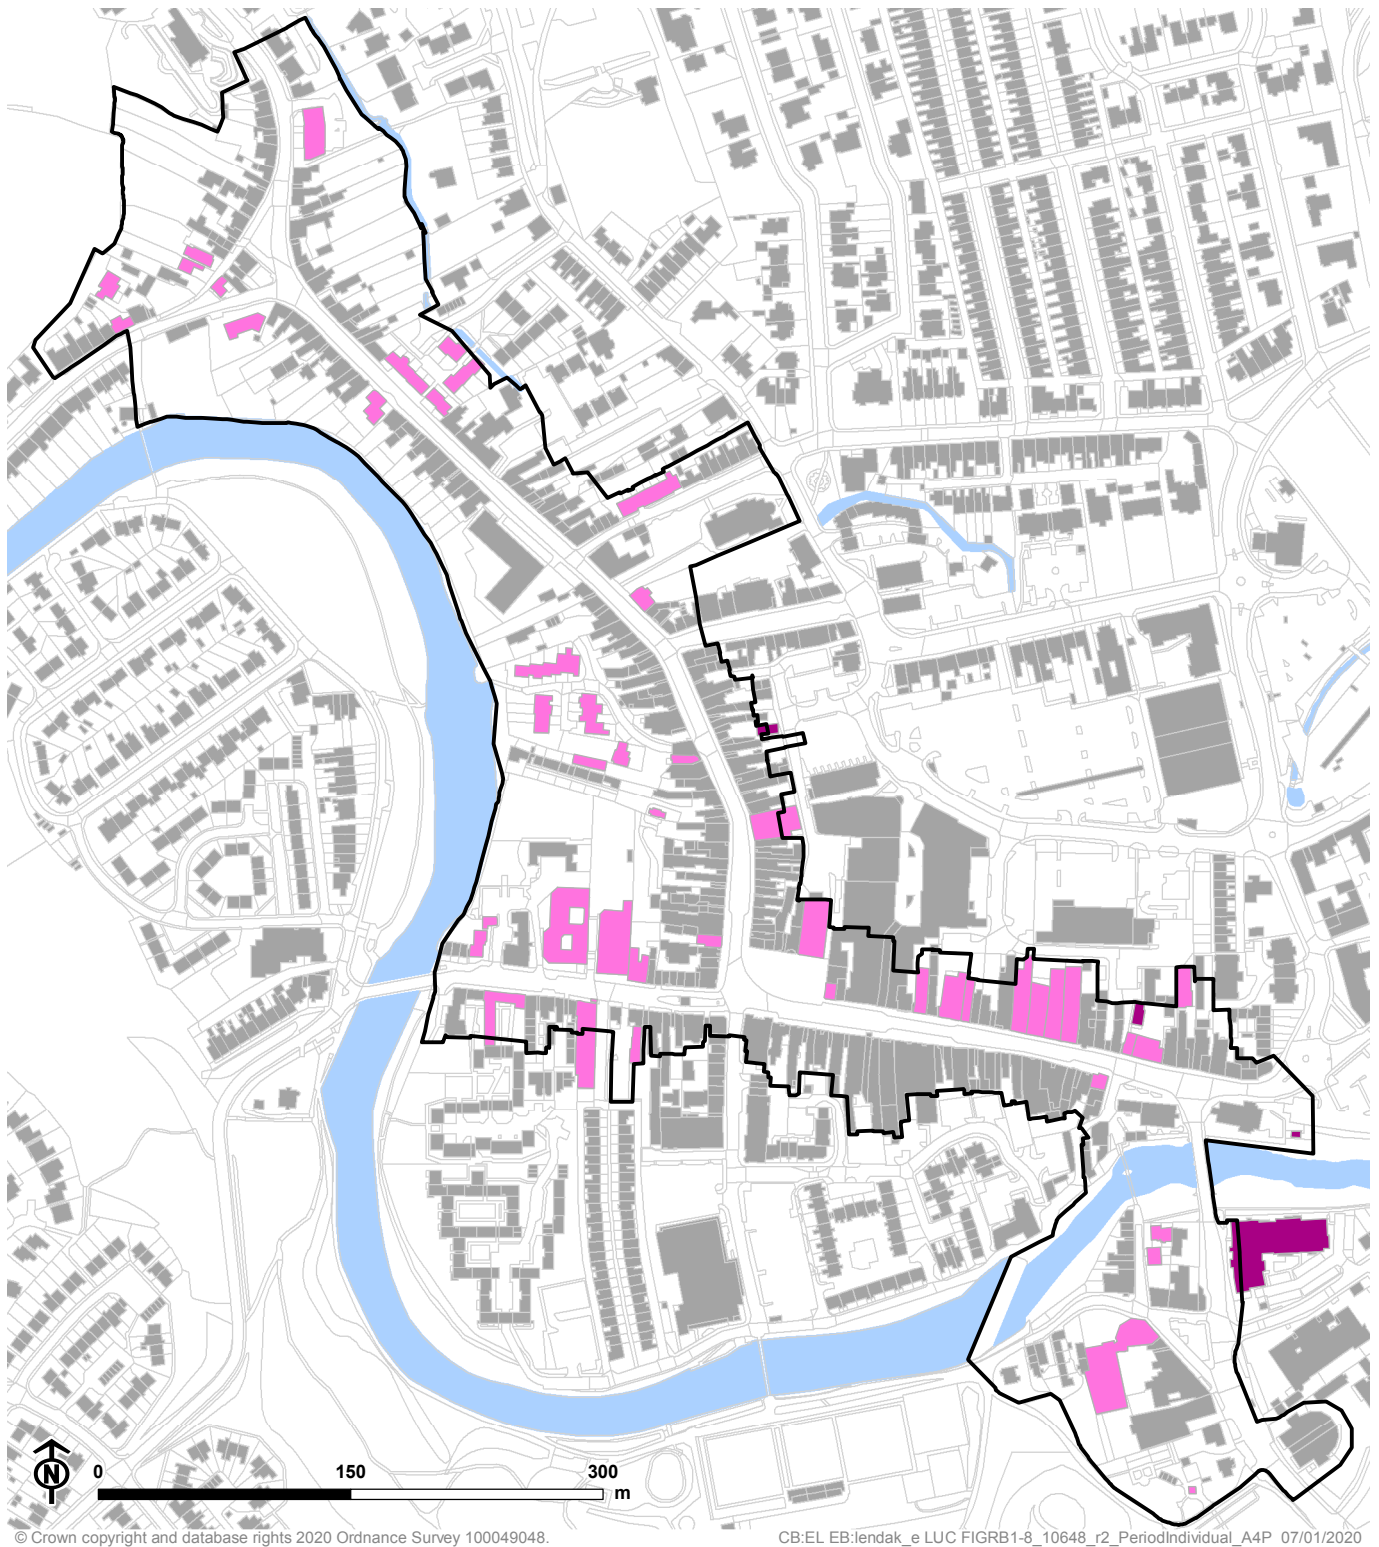 N
0 150 300
m
© Crown copyright and database rights 2020 Ordnance Survey 100049048.
CB:EL EB:lendak_e LUC FIGRB1-8_10648_r2_PeriodIndividual_A4P 07/01/2020